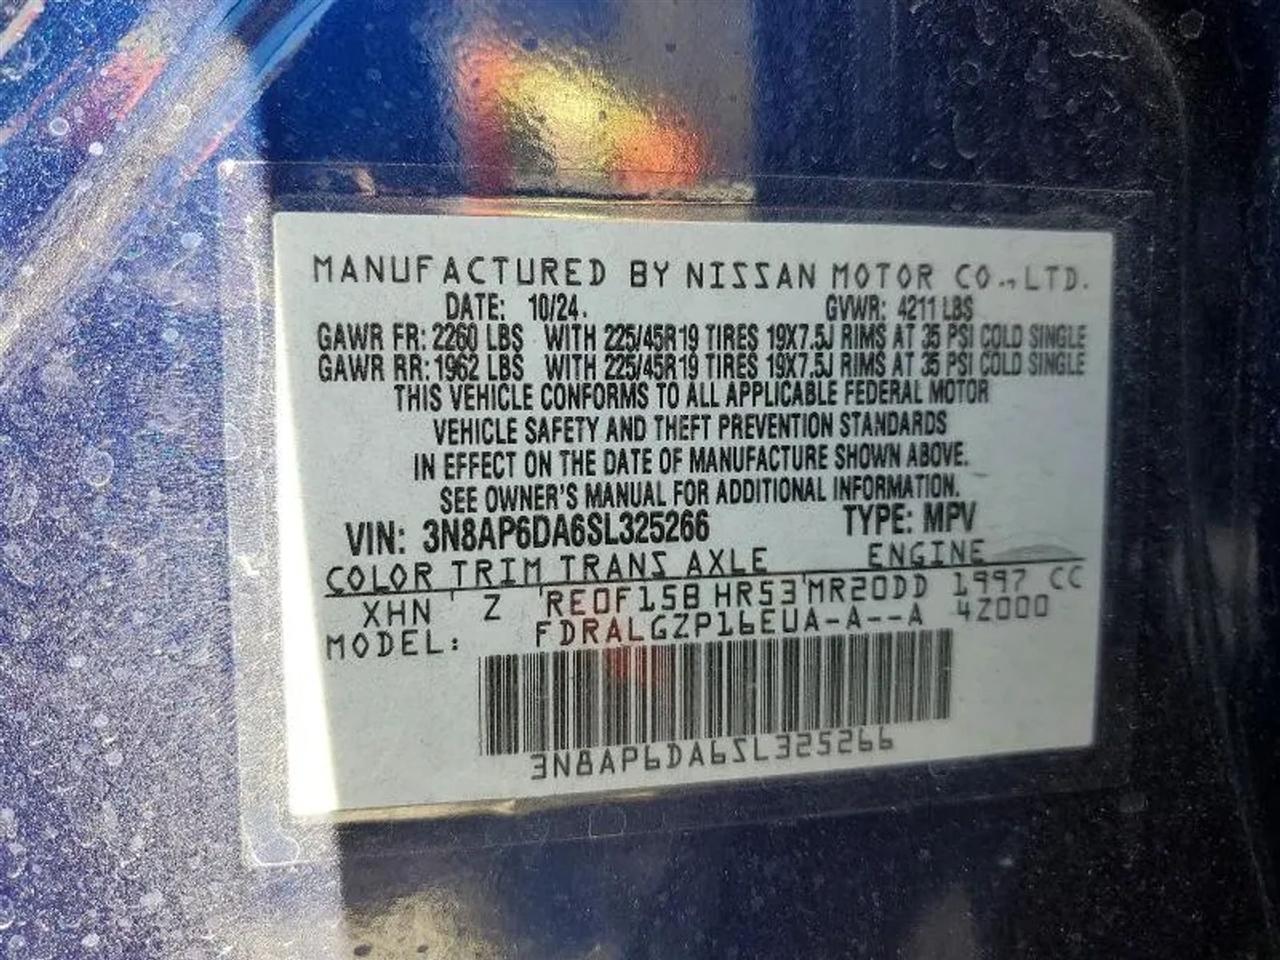 MANUFACTURED BY NISSAN MOTOR CO., LTD.
DATE: 10/24. GVWR: 4211 LBS
GAWR FR: 2260 LBS WITH 225/45R19 TIRES 19X7.5J RIMS AT 35 PSI COLD SINGLE
GAWR RR: 1962 LBS WITH 225/45R19 TIRES 19X7.5J RIMS AT 35 PSI COLD SINGLE
THIS VEHICLE CONFORMS TO ALL APPLICABLE FEDERAL MOTOR
VEHICLE SAFETY AND THEFT PREVENTION STANDARDS
IN EFFECT ON THE DATE OF MANUFACTURE SHOWN ABOVE.
SEE OWNER'S MANUAL FOR ADDITIONAL INFORMATION.
VIN: 3N8AP6DA6SL325266 TYPE: MPV
COLOR TRIM TRANS AXLE ENGINE
XHN Z RE0F15B HR53 MR20DD 1997 CC
MODEL: FDRALGZP16EUA-A--A 4Z000
3N8AP6DA6SL325266